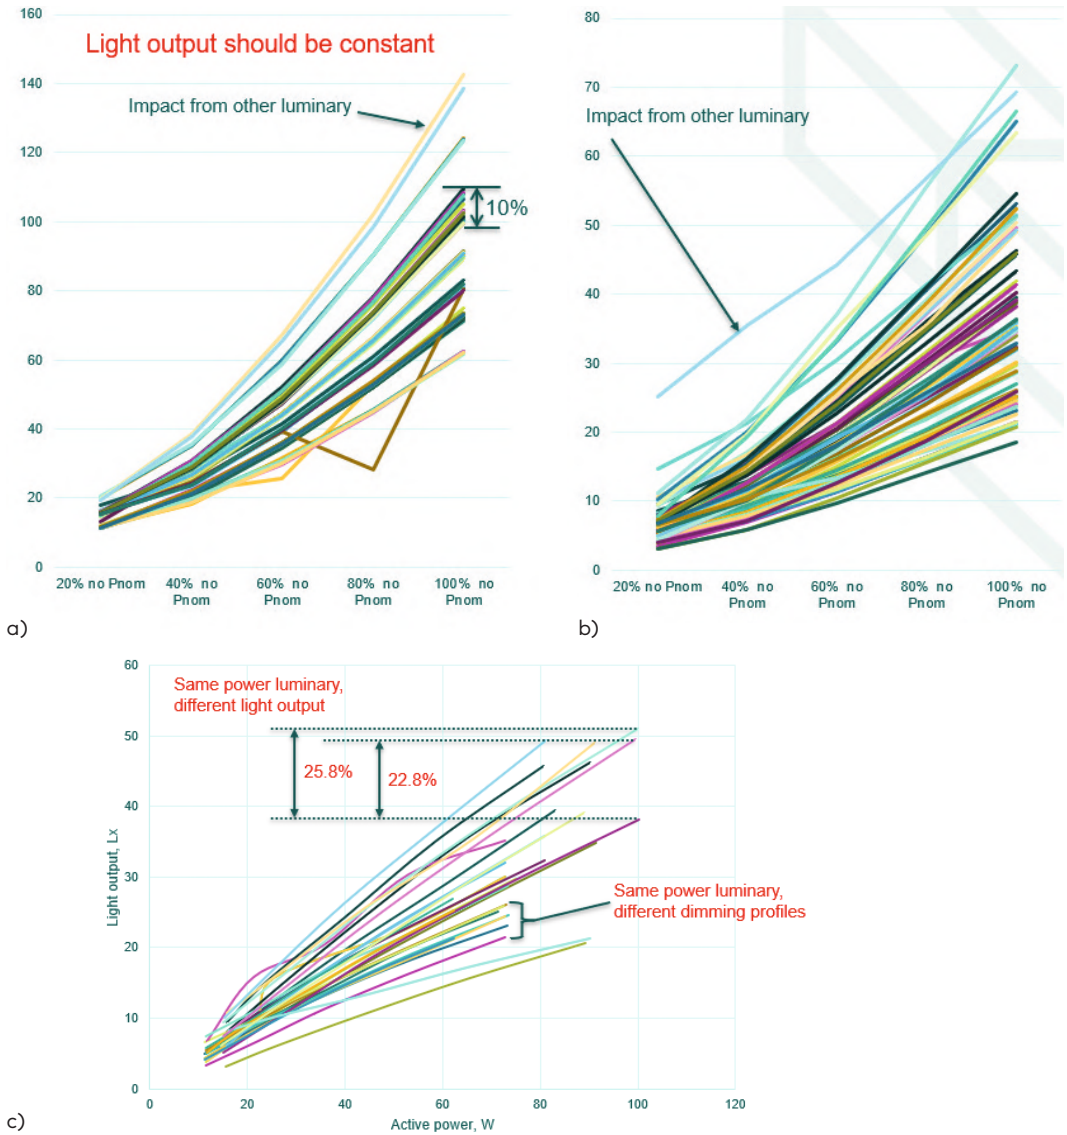 160
140
120
100
80
60
40
20
0
Light output should be constant
Impact from other luminary
10%
20% no Pnom
40% no
Pnom
60% no
Pnom
80% no
Pnom
100% no
Pnom
a)
80
70
60
50
40
30
20
10
0
Impact from other luminary
20% no Pnom
40% no
Pnom
60% no
Pnom
80% no
Pnom
100% no
Pnom
b)
60
50
40
30
20
10
0
Light output, Lx
Same power luminary,
different light output
25.8%
22.8%
Same power luminary,
different dimming profiles
0
20
40
60
80
100
120
Active power, W
c)